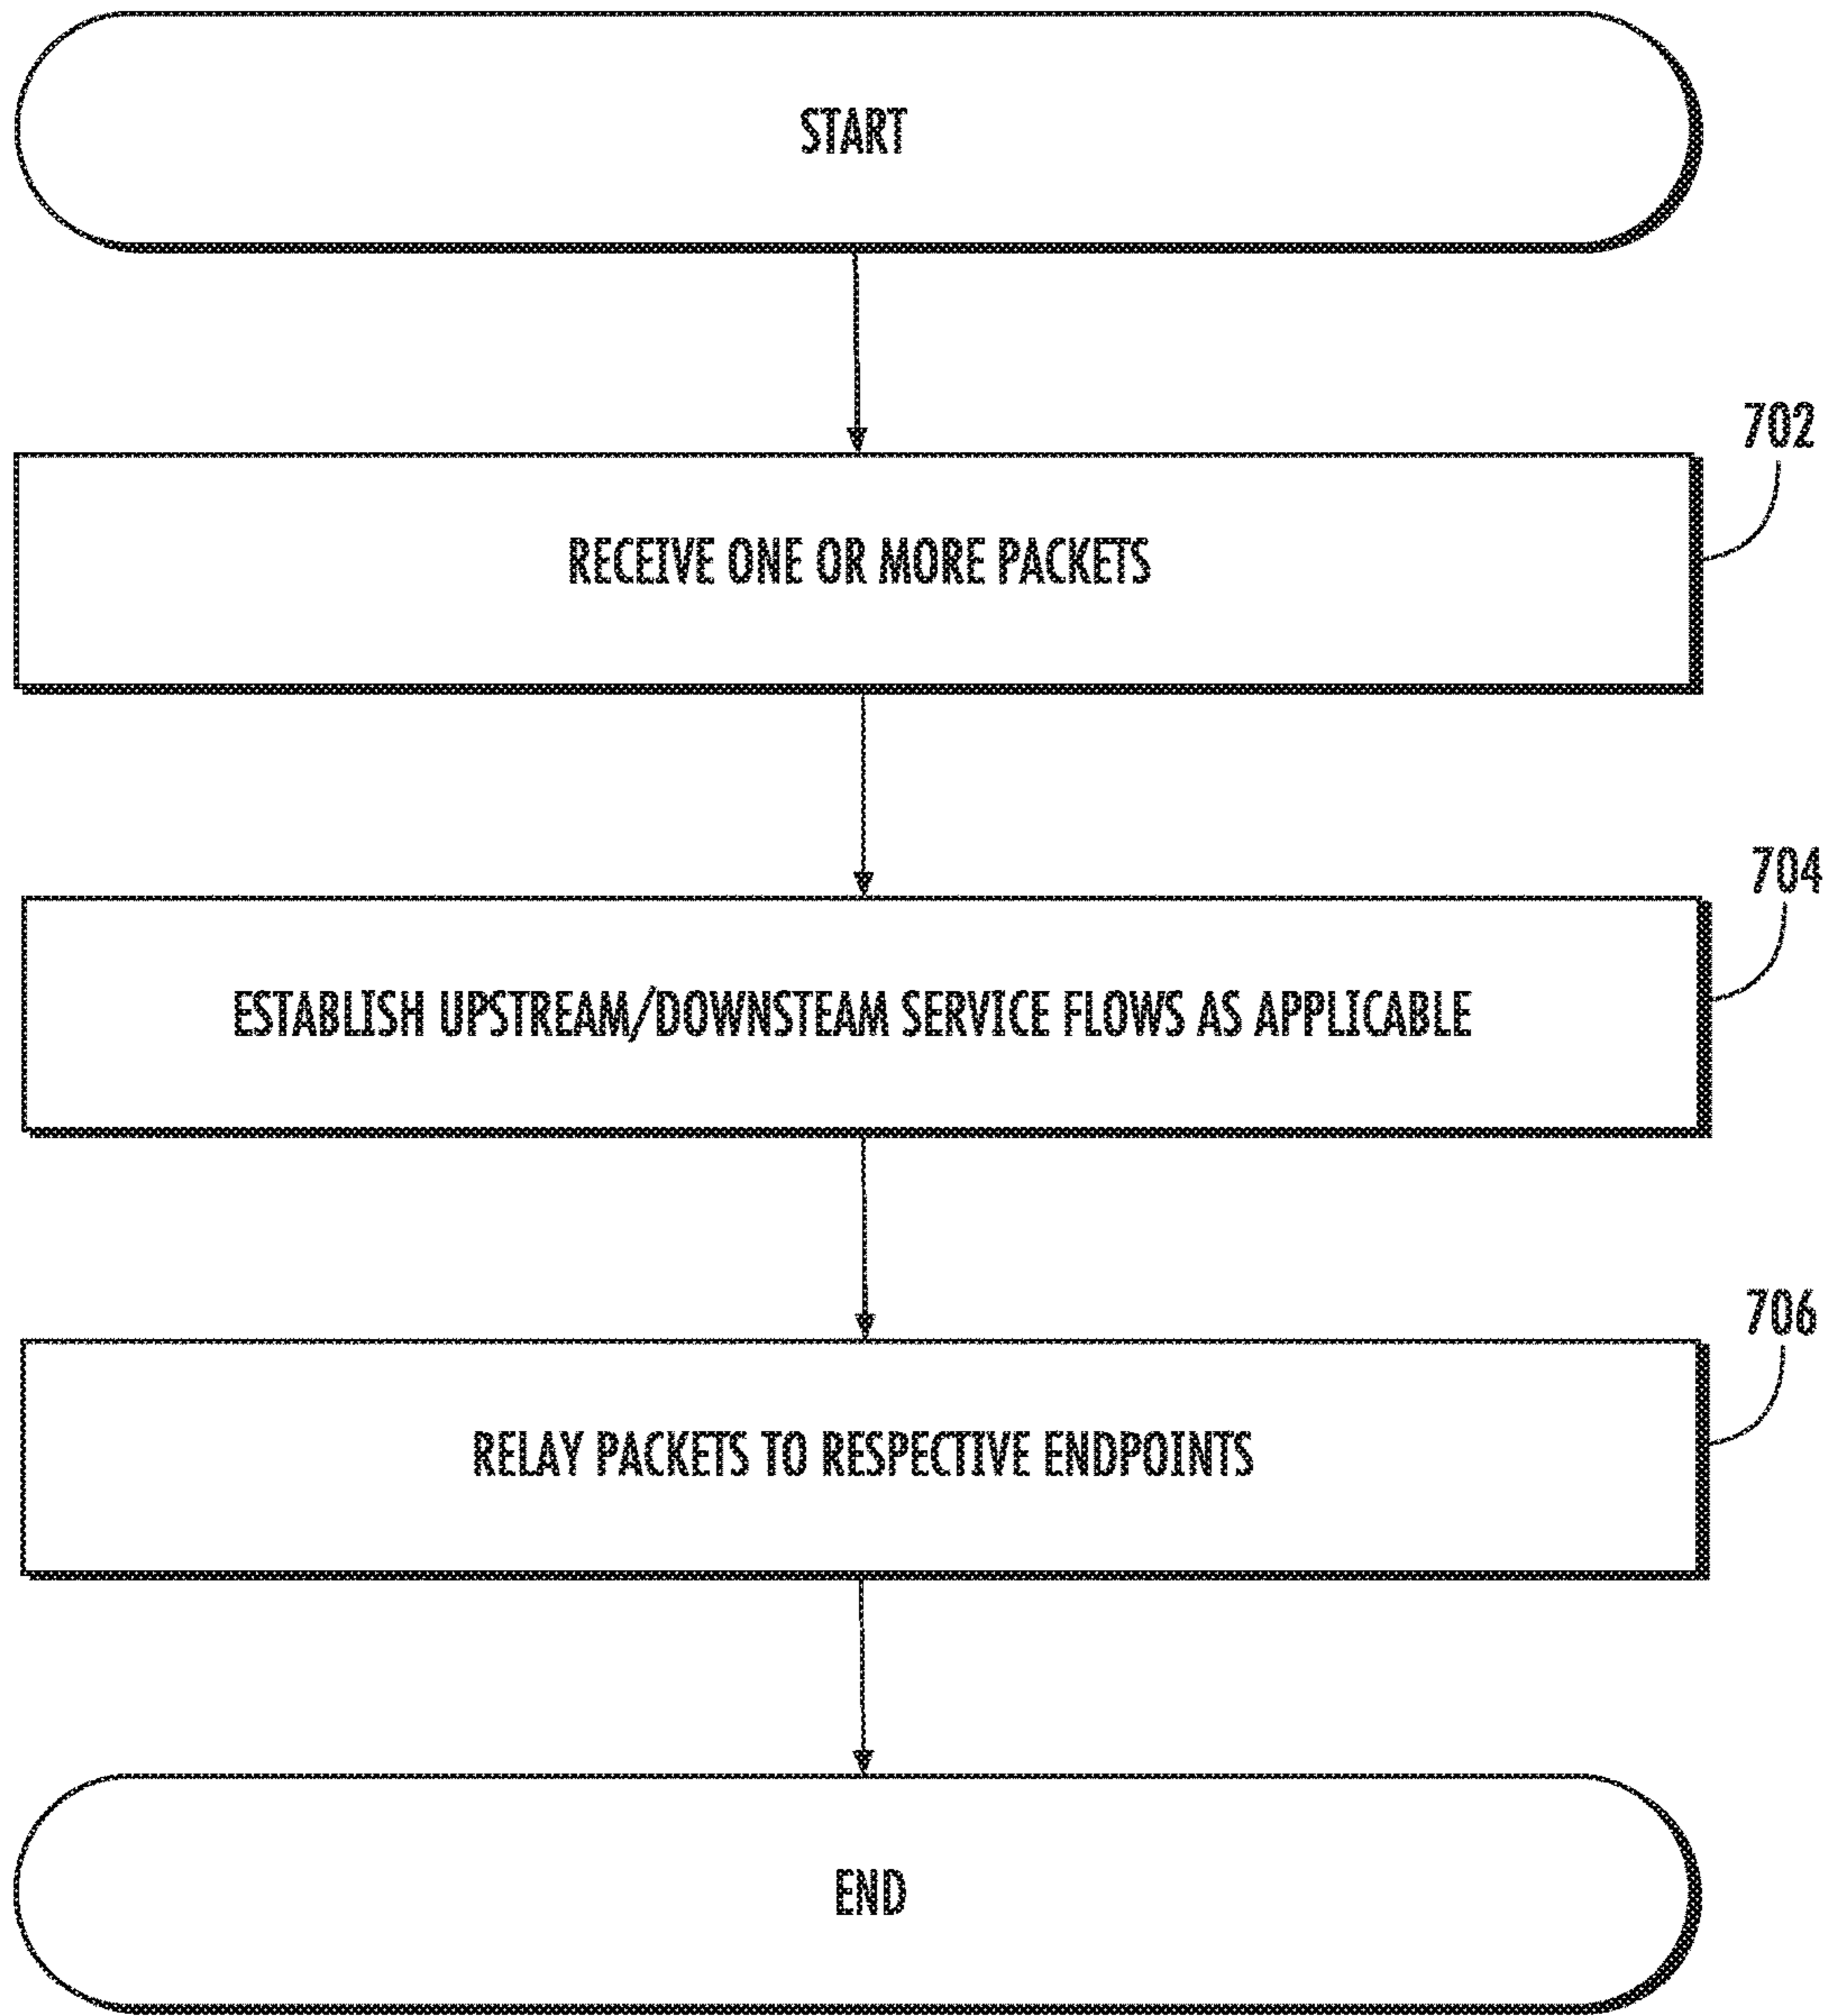 START
702
RECEIVE ONE OR MORE PACKETS
704
ESTABLISH UPSTREAM/DOWNSTEAM SERVICE FLOWS AS APPLICABLE
706
RELAY PACKETS TO RESPECTIVE ENDPOINTS
END